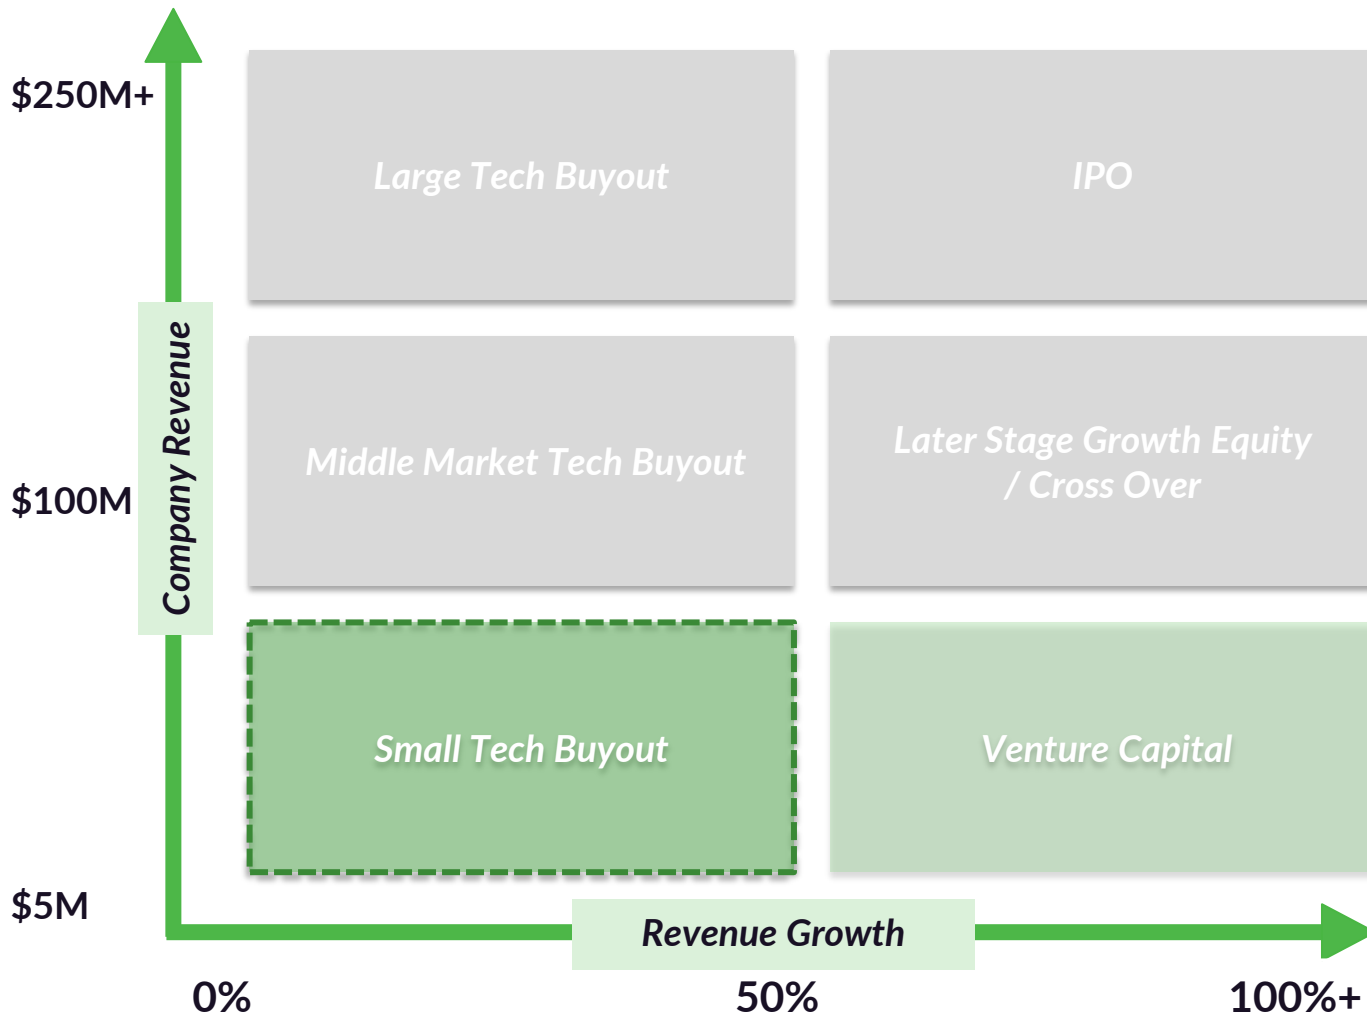 $250M+
Large Tech Buyout
IPO
Company Revenue
Middle Market Tech Buyout
Later Stage Growth Equity
/ Cross Over
$100M
Small Tech Buyout
Venture Capital
$5M
Revenue Growth
0%
50%
100%+